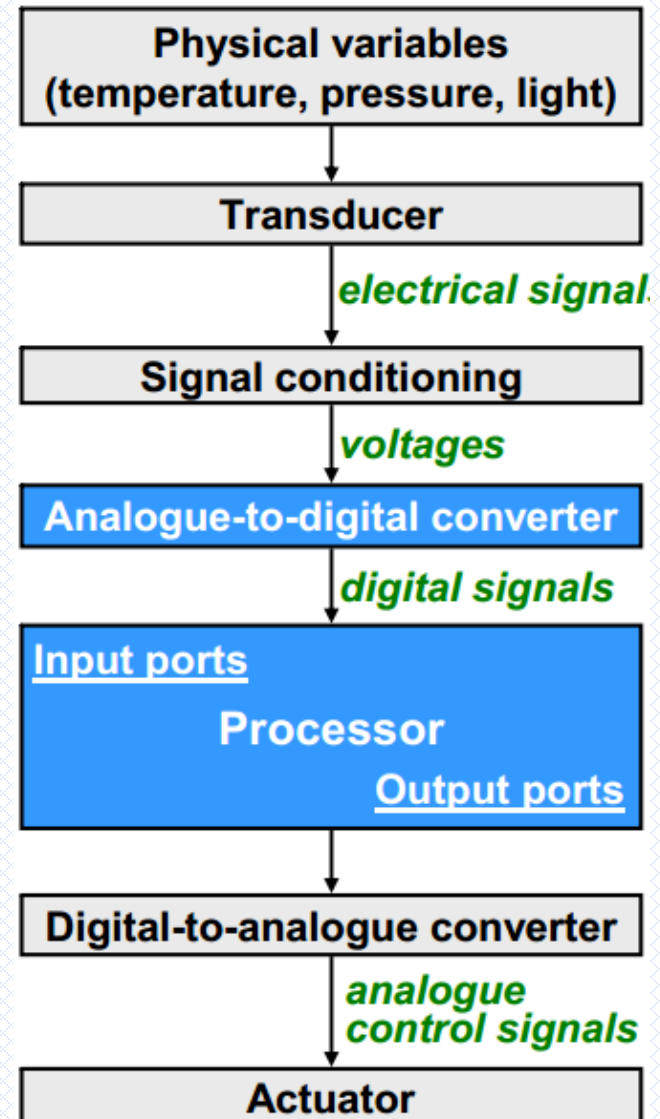 Physical variables
(temperature, pressure, light)
Transducer
electrical signal
Signal conditioning
voltages
Analogue-to-digital converter
digital signals
Input ports
Processor
Output ports
Digital-to-analogue converter
analogue
control signals
Actuator